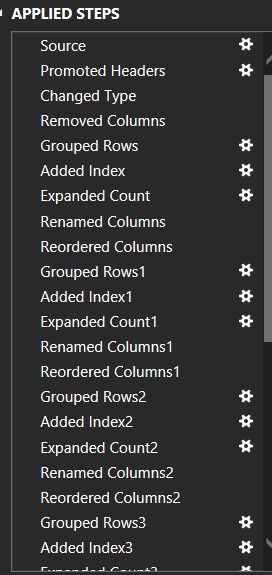 APPLIED STEPS
Source
Promoted Headers
Changed Type
Removed Columns
Grouped Rows
Added Index
Expanded Count
Renamed Columns
Reordered Columns
Grouped Rows1
Added Index1
Expanded Count1
Renamed Columns1
Reordered Columns1
Grouped Rows2
Added Index2
Expanded Count2
Renamed Columns2
Reordered Columns2
Grouped Rows3
Added Index3